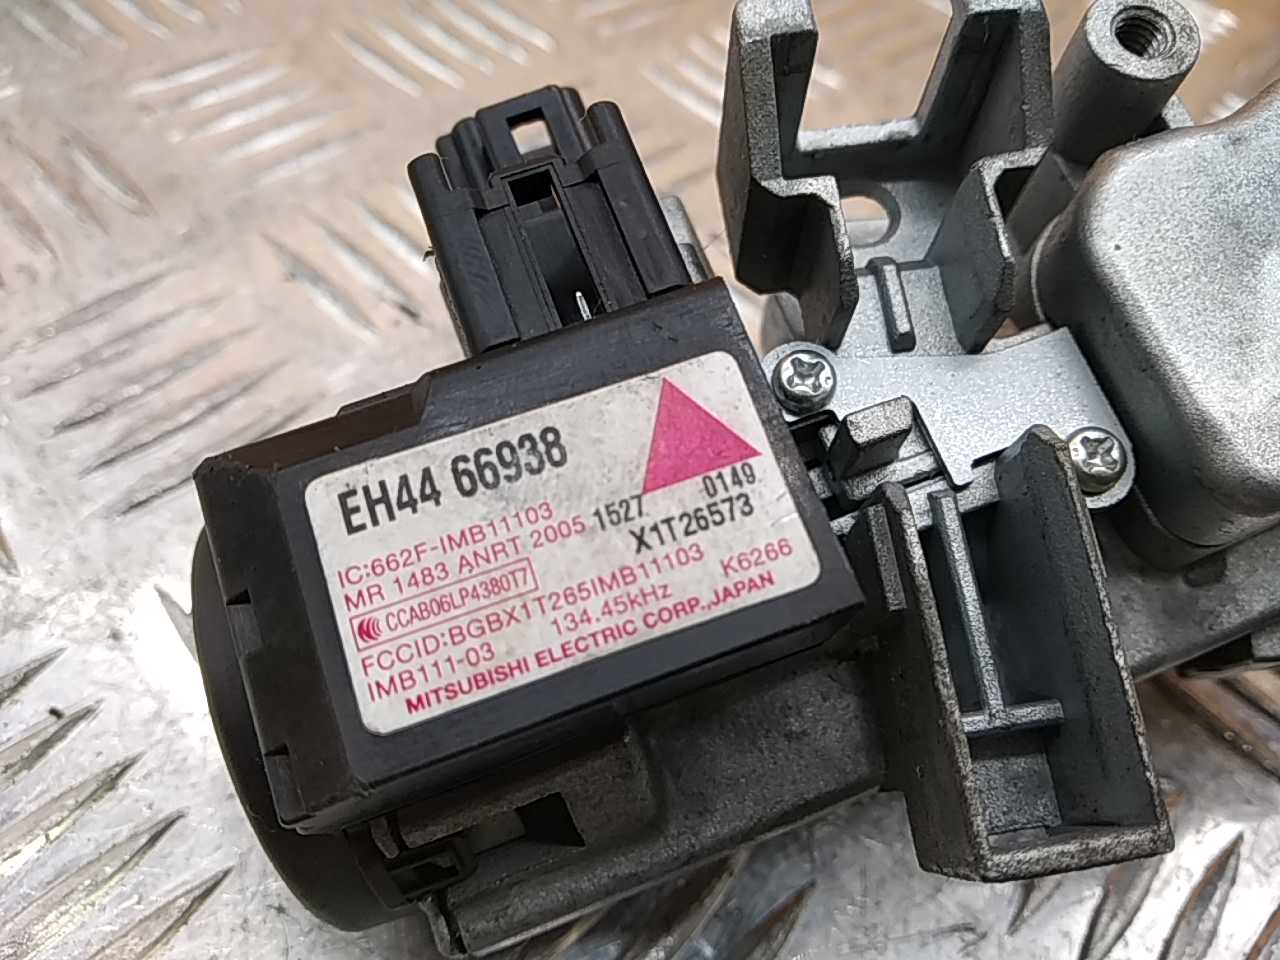 EH44 66938
IC:662F-IMB11103
MR 1483 ANRT 2005 1527 0149
CCAB06LP4380T7 X1T26573
FCCID:BGBX1T265IMB11103 K6266
IMB111-03 134.45kHz
MITSUBISHI ELECTRIC CORP.,JAPAN